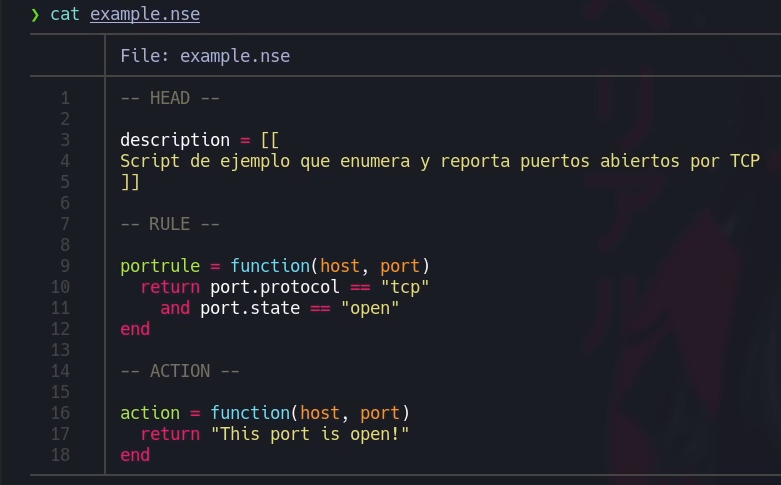 ❯ cat example.nse
File: example.nse
1 -- HEAD --
2
3 description = [[
4 Script de ejemplo que enumera y reporta puertos abiertos por TCP
5 ]]
6
7 -- RULE --
8
9 portrule = function(host, port)
10   return port.protocol == "tcp"
11     and port.state == "open"
12 end
13
14 -- ACTION --
15
16 action = function(host, port)
17   return "This port is open!"
18 end